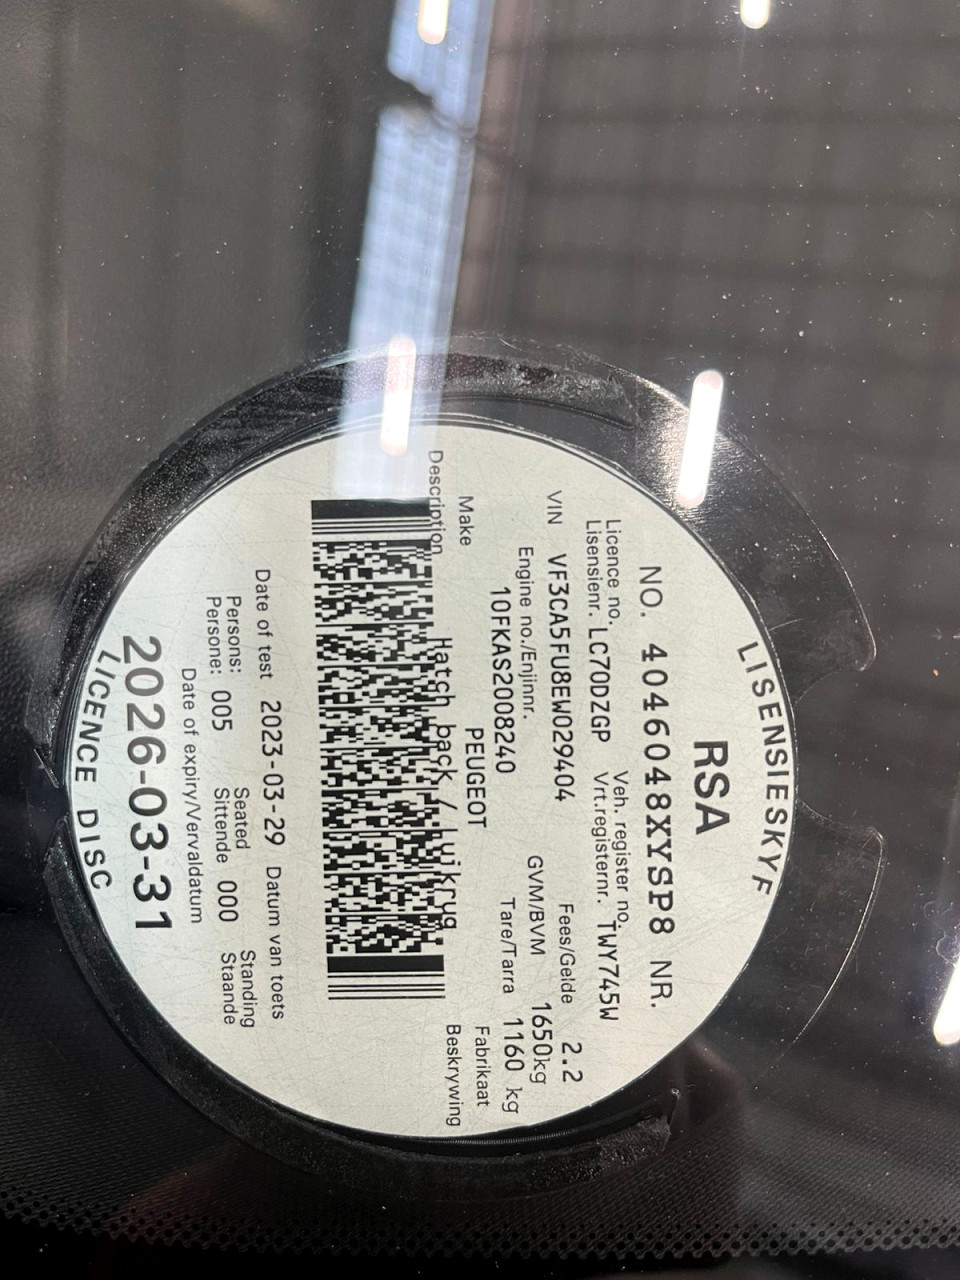 LISENSIESKYF
RSA
NO. 4046048XYSP8 NR.
Licence no. Veh. register no.
Lisensienr. LC70DZGP Vrt.registernr. TWY745W
VIN VF3CA5FU8EW029404 Fees/Gelde 2.2
Engine no./Enjinnr. GVM/BVM 1650kg
10FKAS2008240 Tare/Tarra 1160 kg
Make PEUGEOT Fabrikaat
Description Hatch back / Luikrug Beskrywing
Date of test 2023-03-29 Datum van toets
Persons: Seated Standing
Persone: 005 Sittende 000 Staande
Date of expiry/Vervaldatum
2026-03-31
LICENCE DISC